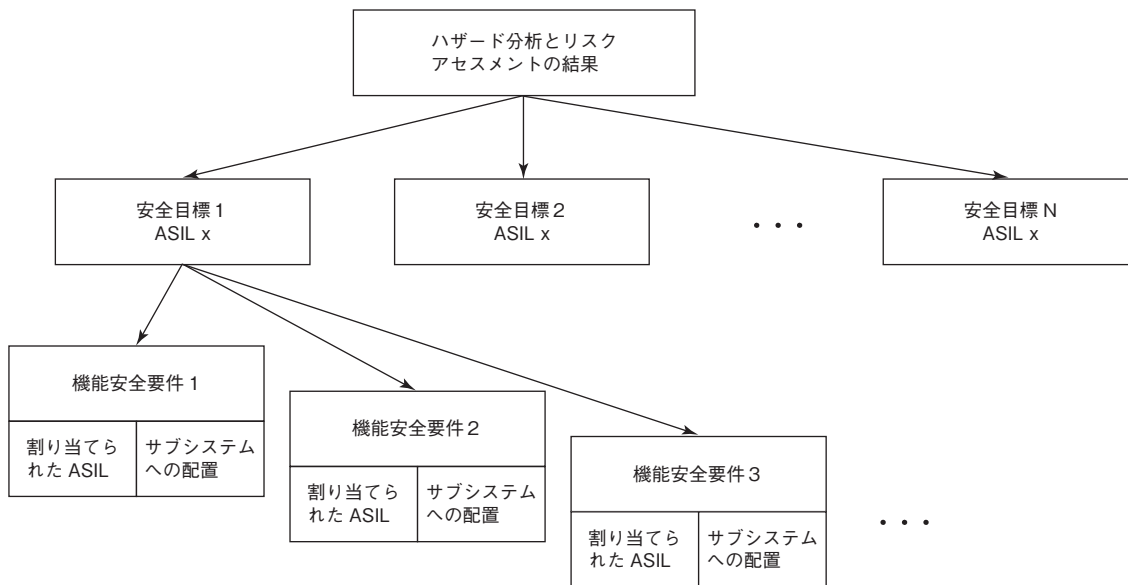 ハザード分析とリスク
アセスメントの結果
安全目標1
ASIL x
安全目標2
ASIL x
・・・
安全目標 N
ASIL x
機能安全要件1
割り当てら
れた ASIL
サブシステム
への配置
機能安全要件2
割り当てら
れた ASIL
サブシステム
への配置
機能安全要件3
割り当てら
れた ASIL
サブシステム
への配置
・・・